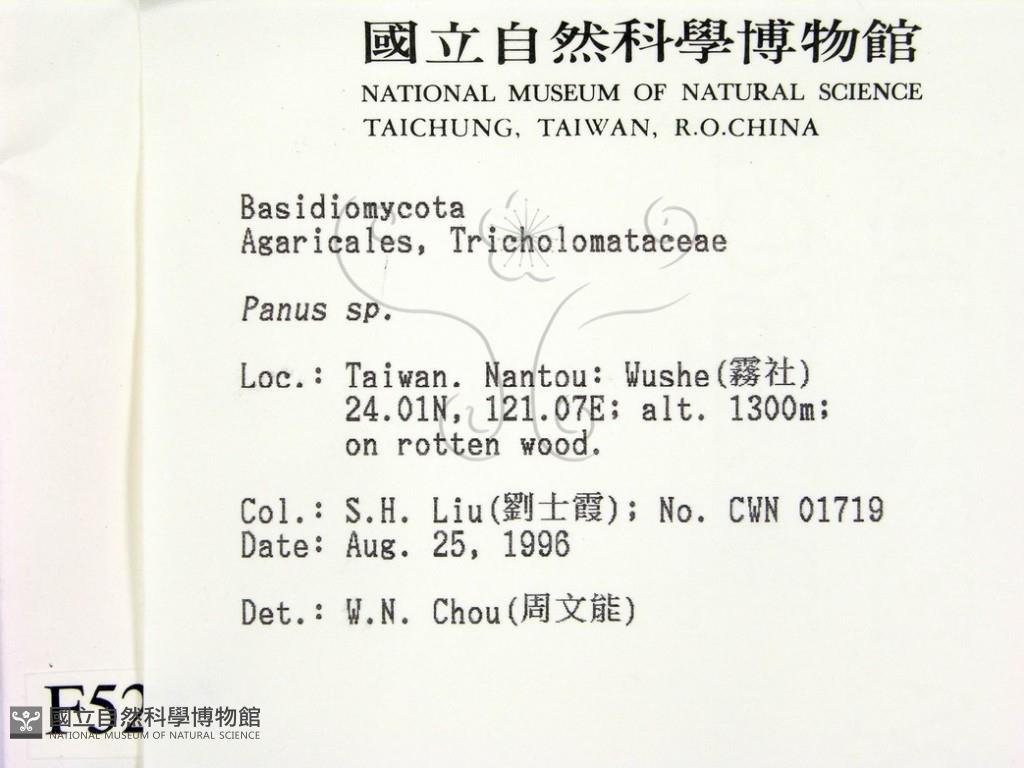 國立自然科學博物館
NATIONAL MUSEUM OF NATURAL SCIENCE
TAICHUNG, TAIWAN, R.O.CHINA
Basidiomycota
Agaricales, Tricholomataceae
Panus sp.
Loc.: Taiwan. Nantou: Wushe(霧社)
24.01N, 121.07E; alt. 1300m;
on rotten wood.
Col.: S.H. Liu(劉士霞); No. CWN 01719
Date: Aug. 25, 1996
Det.: W.N. Chou(周文能)
F52
國立自然科學博物館
NATIONAL MUSEUM OF NATURAL SCIENCE